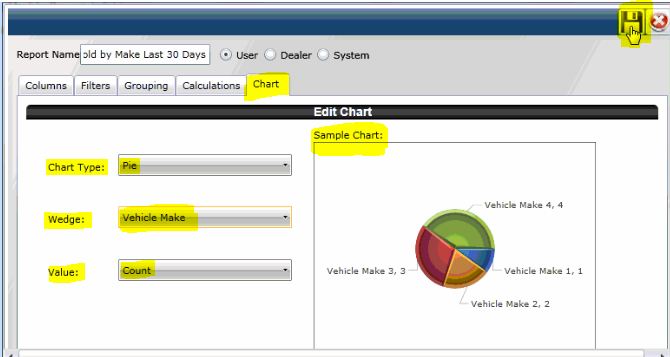 Report Name old by Make Last 30 Days User Dealer System
Columns Filters Grouping Calculations Chart
Edit Chart
Sample Chart:
Chart Type: Pie
Wedge: Vehicle Make
Value: Count
Vehicle Make 4, 4
Vehicle Make 3, 3
Vehicle Make 1, 1
Vehicle Make 2, 2